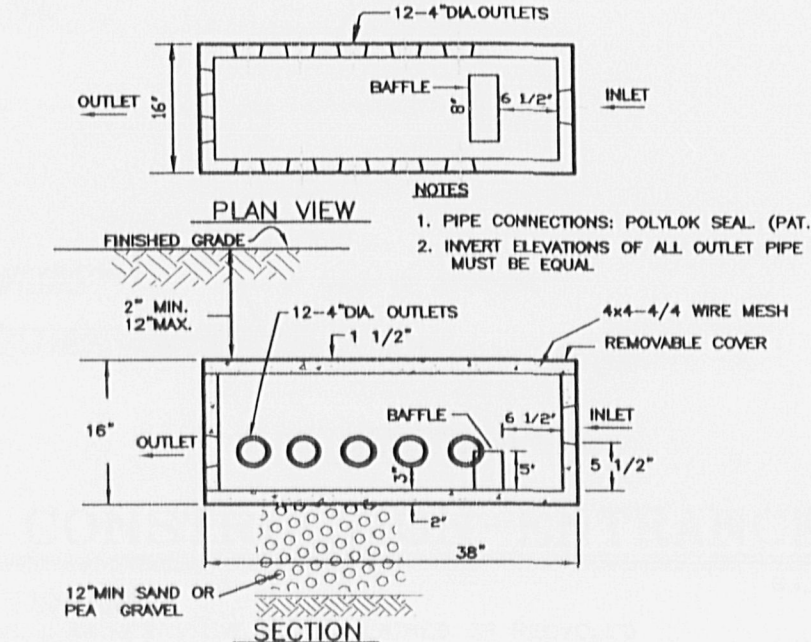 12-4"DIA. OUTLETS
OUTLET
16"
BAFFLE
8"
6 1/2"
INLET
PLAN VIEW
NOTES
1. PIPE CONNECTIONS: POLYLOK SEAL (PAT.
2. INVERT ELEVATIONS OF ALL OUTLET PIPE
MUST BE EQUAL
FINISHED GRADE
2" MIN.
12"MAX.
12-4"DIA. OUTLETS
1 1/2"
4x4-4/4 WIRE MESH
REMOVABLE COVER
16"
OUTLET
BAFFLE
6 1/2"
INLET
3"
5"
5 1/2"
2"
38"
12"MIN SAND OR
PEA GRAVEL
SECTION